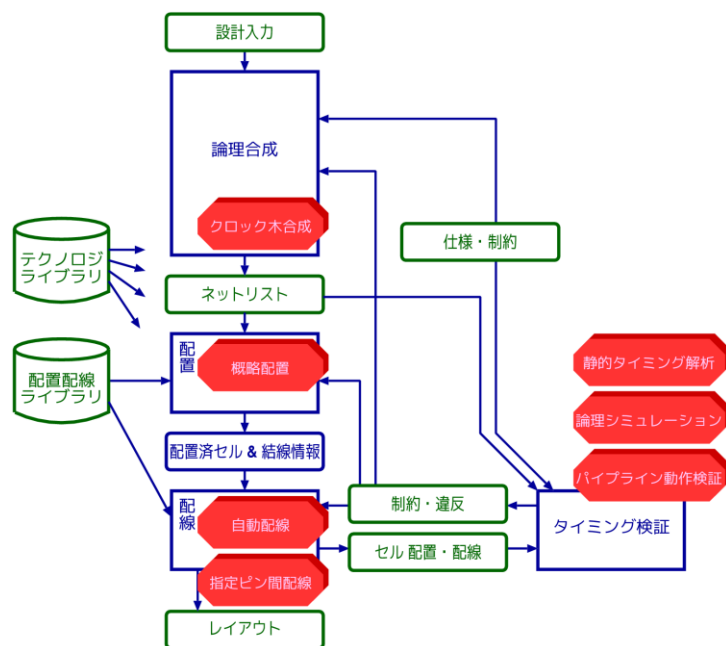 設計入力
論理合成
クロック木合成
仕様・制約
テクノロジ
ライブラリ
ネットリスト
配置
概略配置
静的タイミング解析
配置配線
ライブラリ
論理シミュレーション
配置済セル & 結線情報
パイプライン動作検証
配線
自動配線
制約・違反
タイミング検証
セル 配置・配線
指定ピン間配線
レイアウト